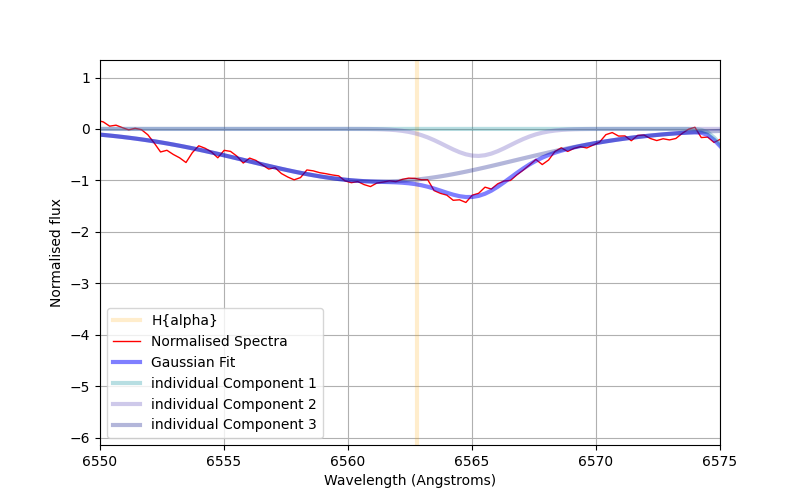 1
0
−1
−2
−3
−4
−5
−6
Normalised flux
H{alpha}
Normalised Spectra
Gaussian Fit
individual Component 1
individual Component 2
individual Component 3
6550 6555 6560 6565 6570 6575
Wavelength (Angstroms)